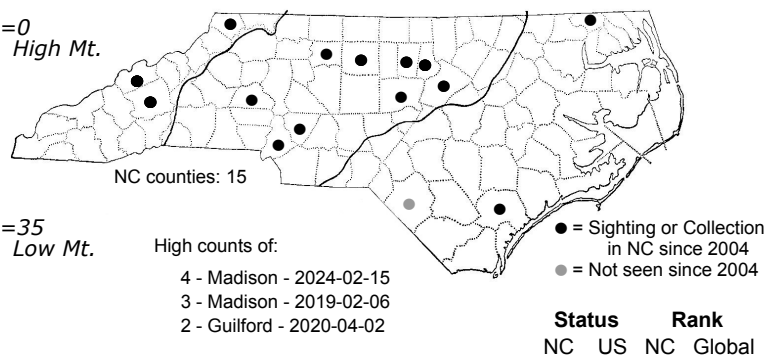 =0
High Mt.
NC counties: 15
=35
Low Mt.
High counts of:
4 - Madison - 2024-02-15
3 - Madison - 2019-02-06
2 - Guilford - 2020-04-02
= Sighting or Collection
in NC since 2004
= Not seen since 2004
Status Rank
NC US NC Global